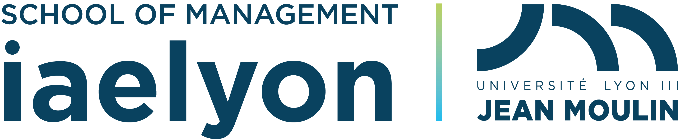 SCHOOL OF MANAGEMENT
iaelyon
UNIVERSITÉ LYON III
JEAN MOULIN